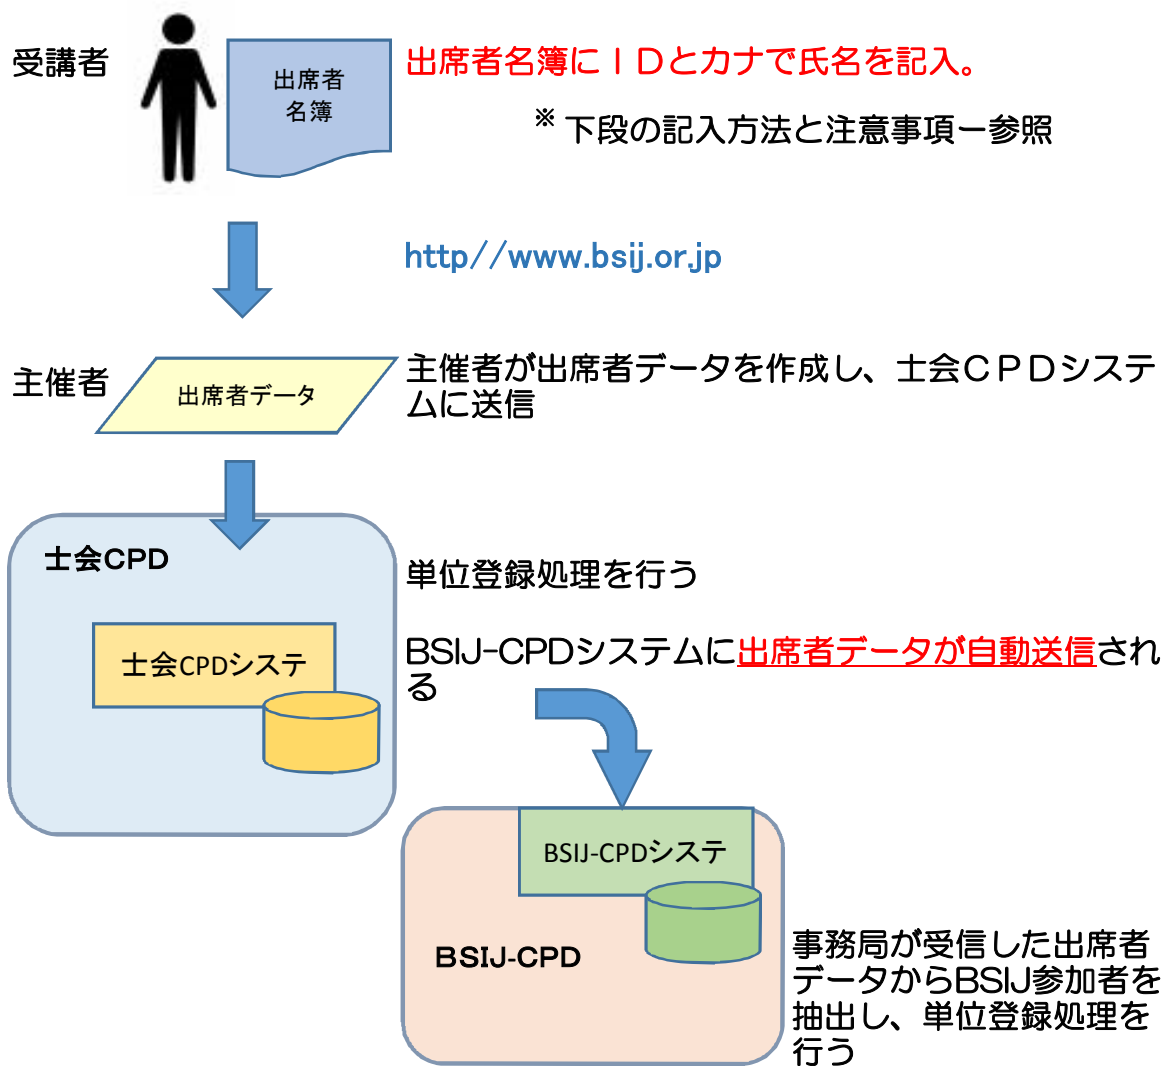 受講者
出席者
名簿
出席者名簿にＩＤとカナで氏名を記入。
※ 下段の記入方法と注意事項ー参照
http//www.bsij.or.jp
主催者
出席者データ
主催者が出席者データを作成し、士会ＣＰＤシステ
ムに送信
士会CPD
単位登録処理を行う
士会CPDシステ
BSIJ-CPDシステムに出席者データが自動送信され
る
BSIJ-CPDシステ
BSIJ-CPD
事務局が受信した出席者
データからBSIJ参加者を
抽出し、単位登録処理を
行う